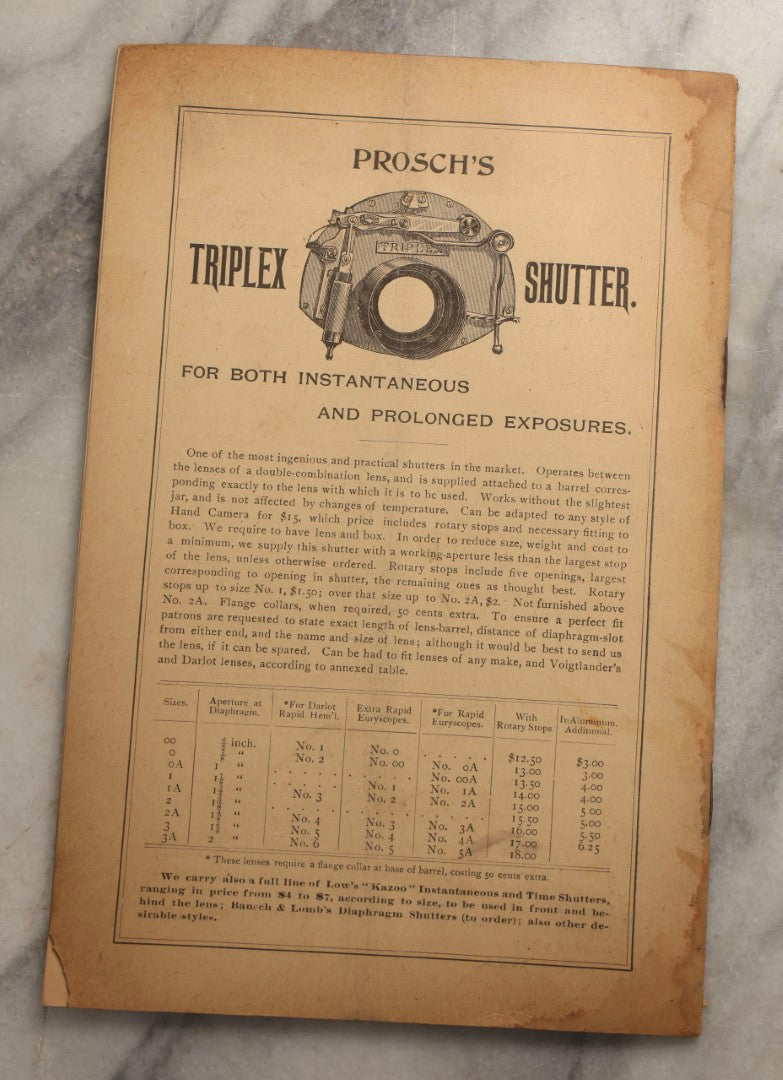 PROSCH'S
TRIPLEX
TRIPLEX
SHUTTER.
FOR BOTH INSTANTANEOUS
AND PROLONGED EXPOSURES.
One of the most ingenious and practical shutters in the market. Operates between
the lenses of a double-combination lens, and is supplied attached to a barrel corres-
ponding exactly to the lens with which it is to be used. Works without the slightest
jar, and is not affected by changes of temperature. Can be adapted to any style of
Hand Camera for $15, which price includes rotary stops and necessary fitting to
box. We require to have lens and box. In order to reduce size, weight and cost to
a minimum, we supply this shutter with a working-aperture less than the largest stop
of the lens, unless otherwise ordered. Rotary stops include five openings, largest
corresponding to opening in shutter, the remaining ones as thought best. Rotary
stops up to size No. 1, $1.50; over that size up to No. 2A, $2. Not furnished above
No. 2A. Flange collars, when required, 50 cents extra. To ensure a perfect fit
patrons are requested to state exact length of lens-barrel, distance of diaphragm-slot
from either end, and the name and size of lens; although it would be best to send us
the lens, if it can be spared. Can be had to fit lenses of any make, and Voigtlander's
and Darlot lenses, according to annexed table.
Sizes. Aperture at Diaphragm. *For Darlot Rapid Hem'l. Extra Rapid Euryscopes. *For Rapid Euryscopes. With Rotary Stops In Aluminum. Additional.
00 inch. No. 1 No. 0 . . . . . $12.50 $3.00
0 " No. 2 No. 00 No. 0A 13.00 3.00
0A 1 " . . . . . . . . . . No. 00A 13.50 4.00
1 " . . . . . No. 1 No. 1A 14.00 4.00
1A 1 " No. 3 No. 2 No. 2A 15.00 5.00
2 " . . . . . . . . . . . . . . . 15.50 5.00
2A 1 " No. 4 No. 3 No. 3A 16.00 5.50
3 1 " No. 5 No. 4 No. 4A 17.00 6.25
3A 2 " No. 6 No. 5 No. 5A 18.00
* These lenses require a flange collar at base of barrel, costing 50 cents extra.
We carry also a full line of Low's "Kazoo" Instantaneous and Time Shutters,
ranging in price from $4 to $7, according to size, to be used in front and be-
hind the lens; Bausch & Lomb's Diaphragm Shutters (to order); also other de-
sirable styles.